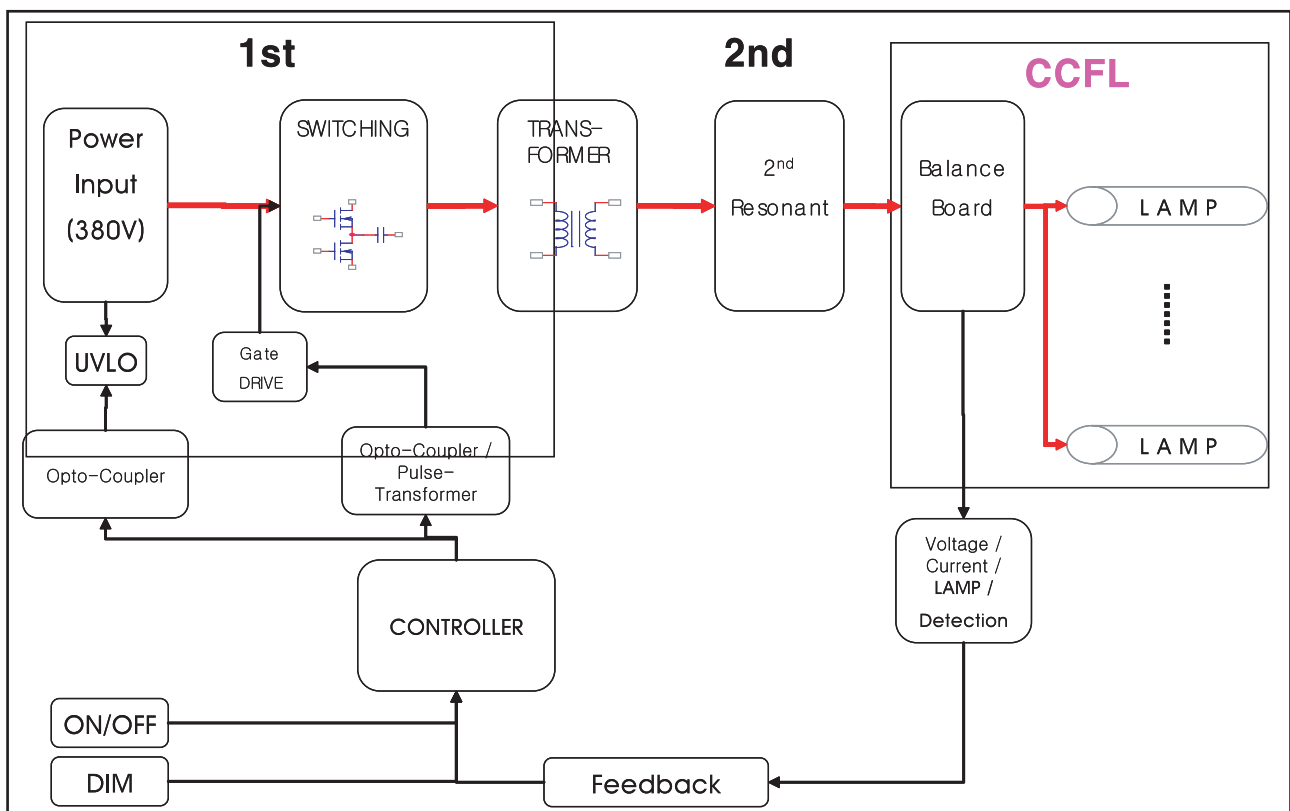 1st
2nd
CCFL
Power
Input
(380V)
SWITCHING
TRANS-
FORMER
2nd
Resonant
Balance
Board
LAMP
LAMP
UVLO
Gate
DRIVE
Opto-Coupler
Opto-Coupler /
Pulse-
Transformer
Voltage /
Current /
LAMP /
Detection
CONTROLLER
ON/OFF
DIM
Feedback